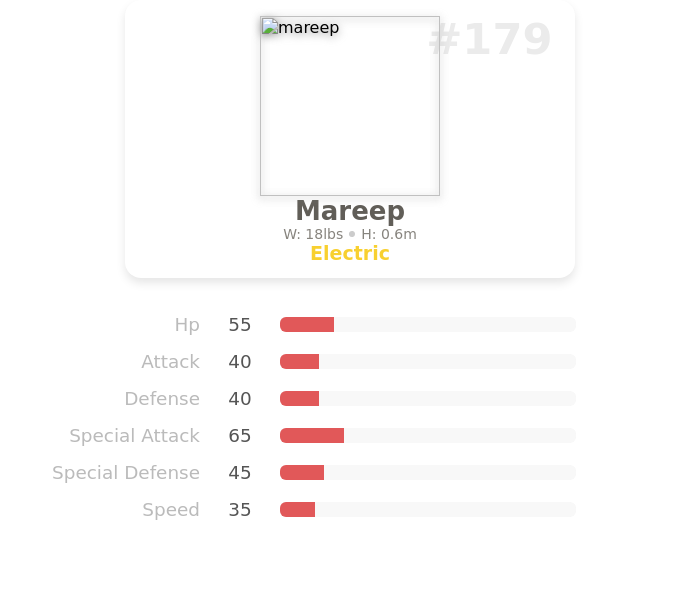 mareep
#179
Mareep
W: 18lbs • H: 0.6m
Electric
Hp 55
Attack 40
Defense 40
Special Attack 65
Special Defense 45
Speed 35